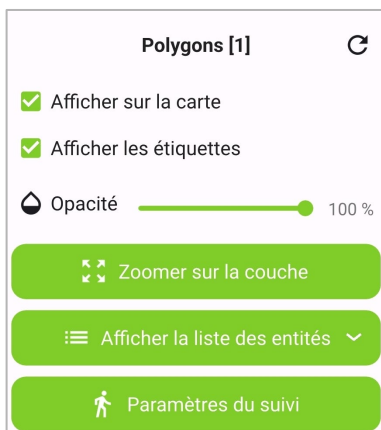 Polygons [1]
Afficher sur la carte
Afficher les étiquettes
Opacité 100 %
Zoomer sur la couche
Afficher la liste des entités
Paramètres du suivi